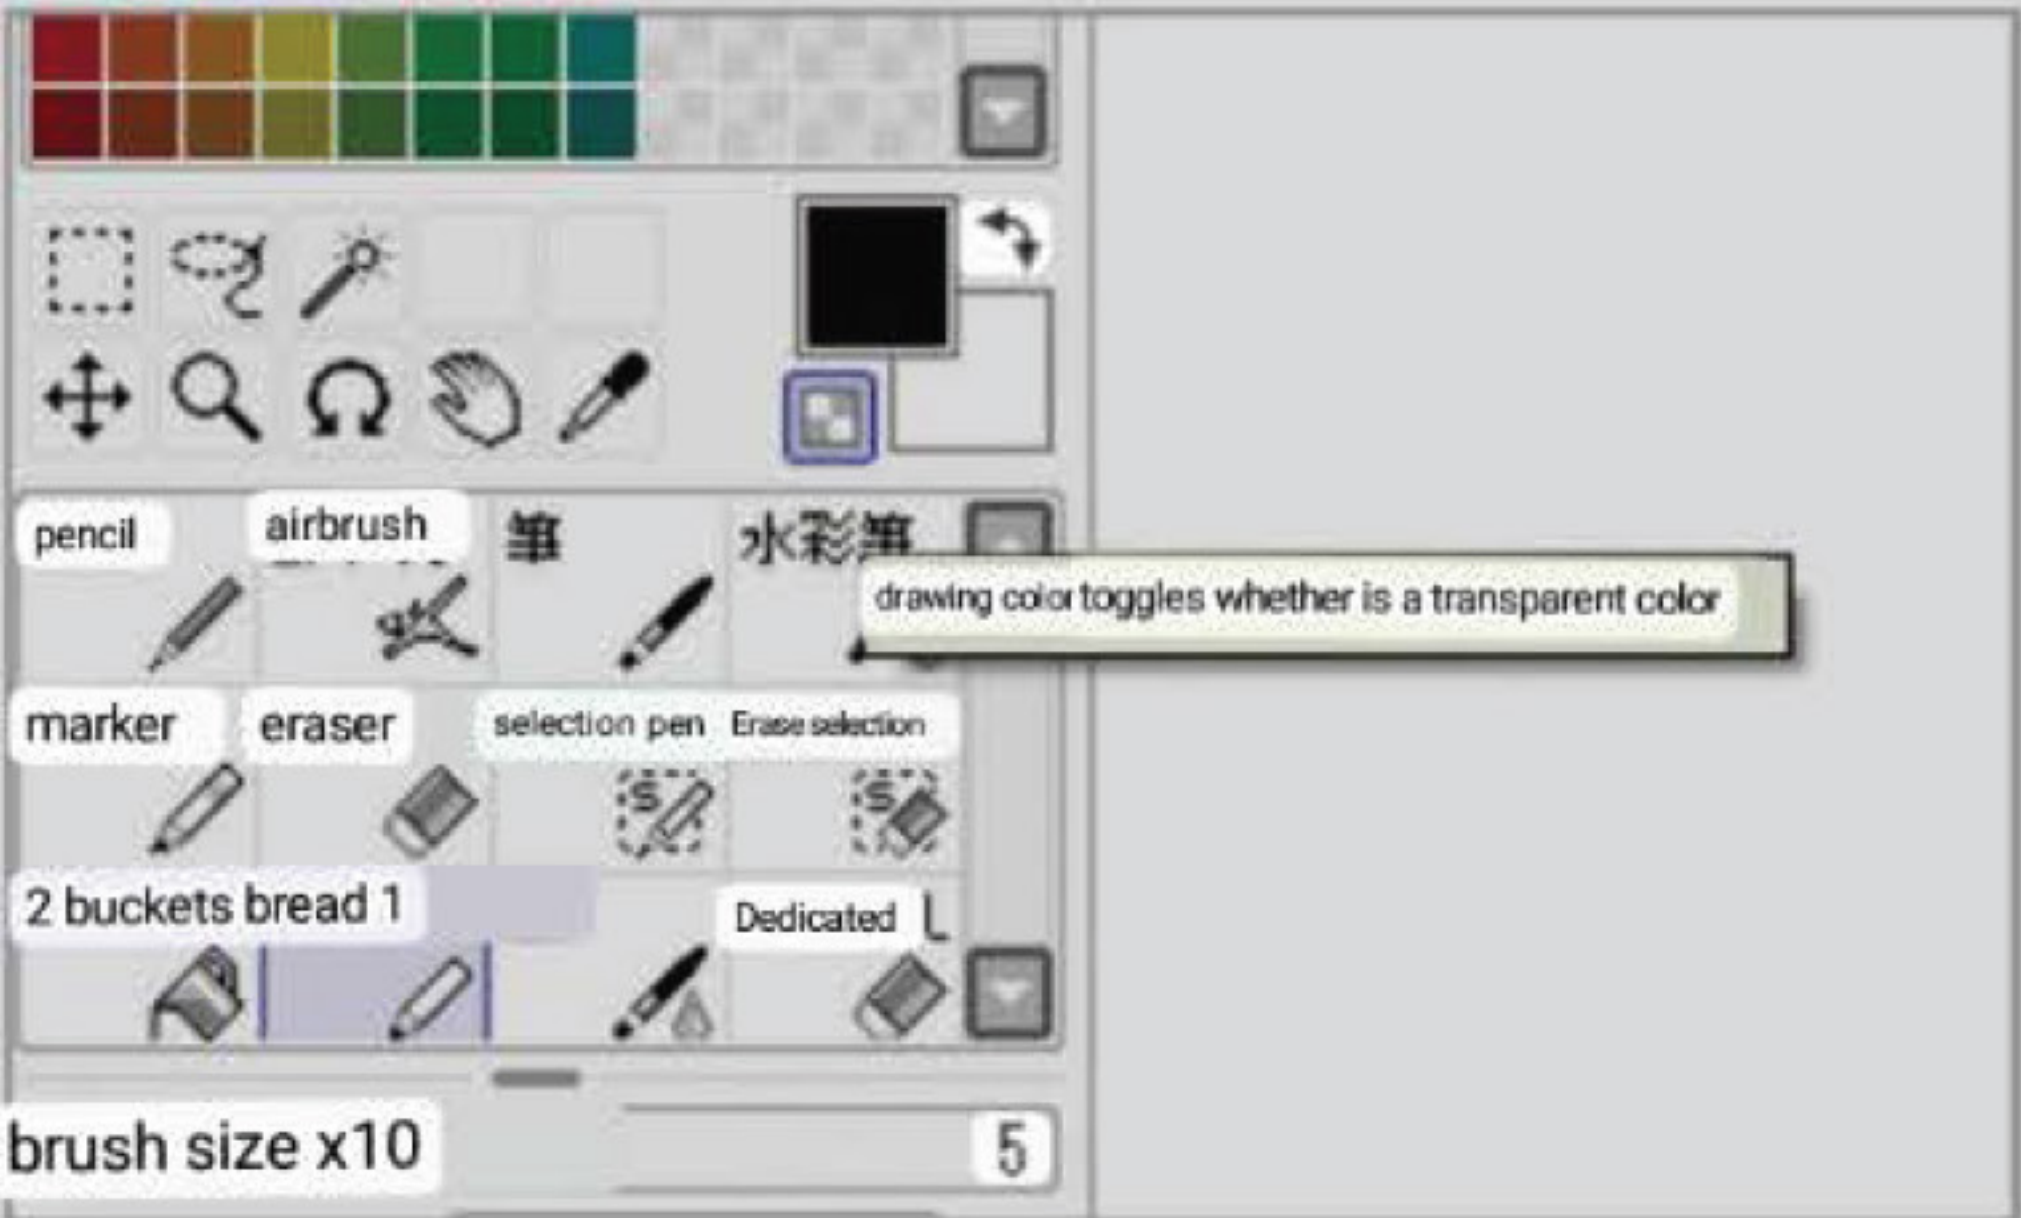 pencil airbrush 筆 水彩筆
drawing color toggles whether is a transparent color
marker eraser selection pen Erase selection
2 buckets bread 1 Dedicated L
brush size x10 5